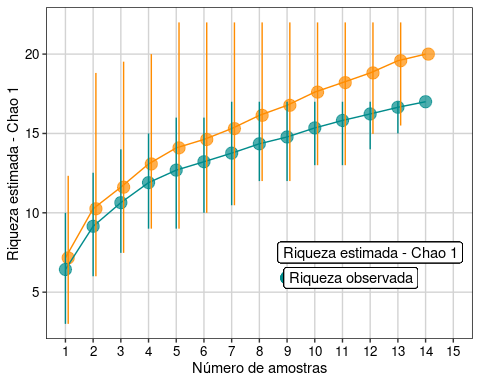 Riqueza estimada - Chao 1
20
15
10
5
Riqueza estimada - Chao 1
Riqueza observada
1 2 3 4 5 6 7 8 9 10 11 12 13 14 15
Número de amostras